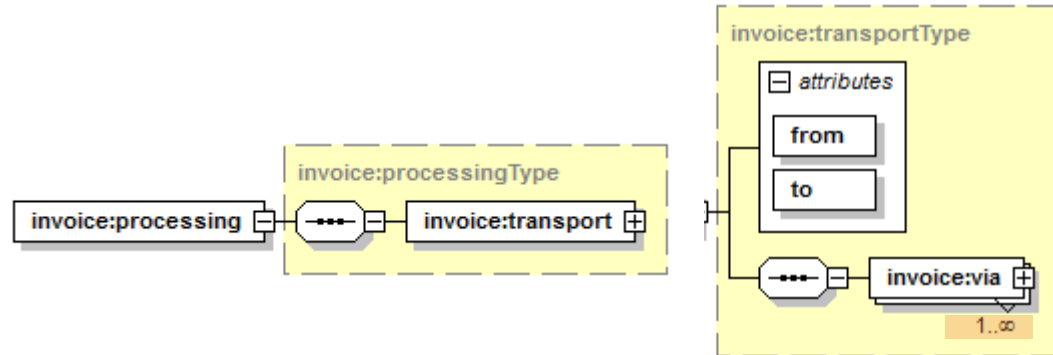 invoice:processing
invoice:processingType
invoice:transport
invoice:transportType
attributes
from
to
invoice:via
1..∞